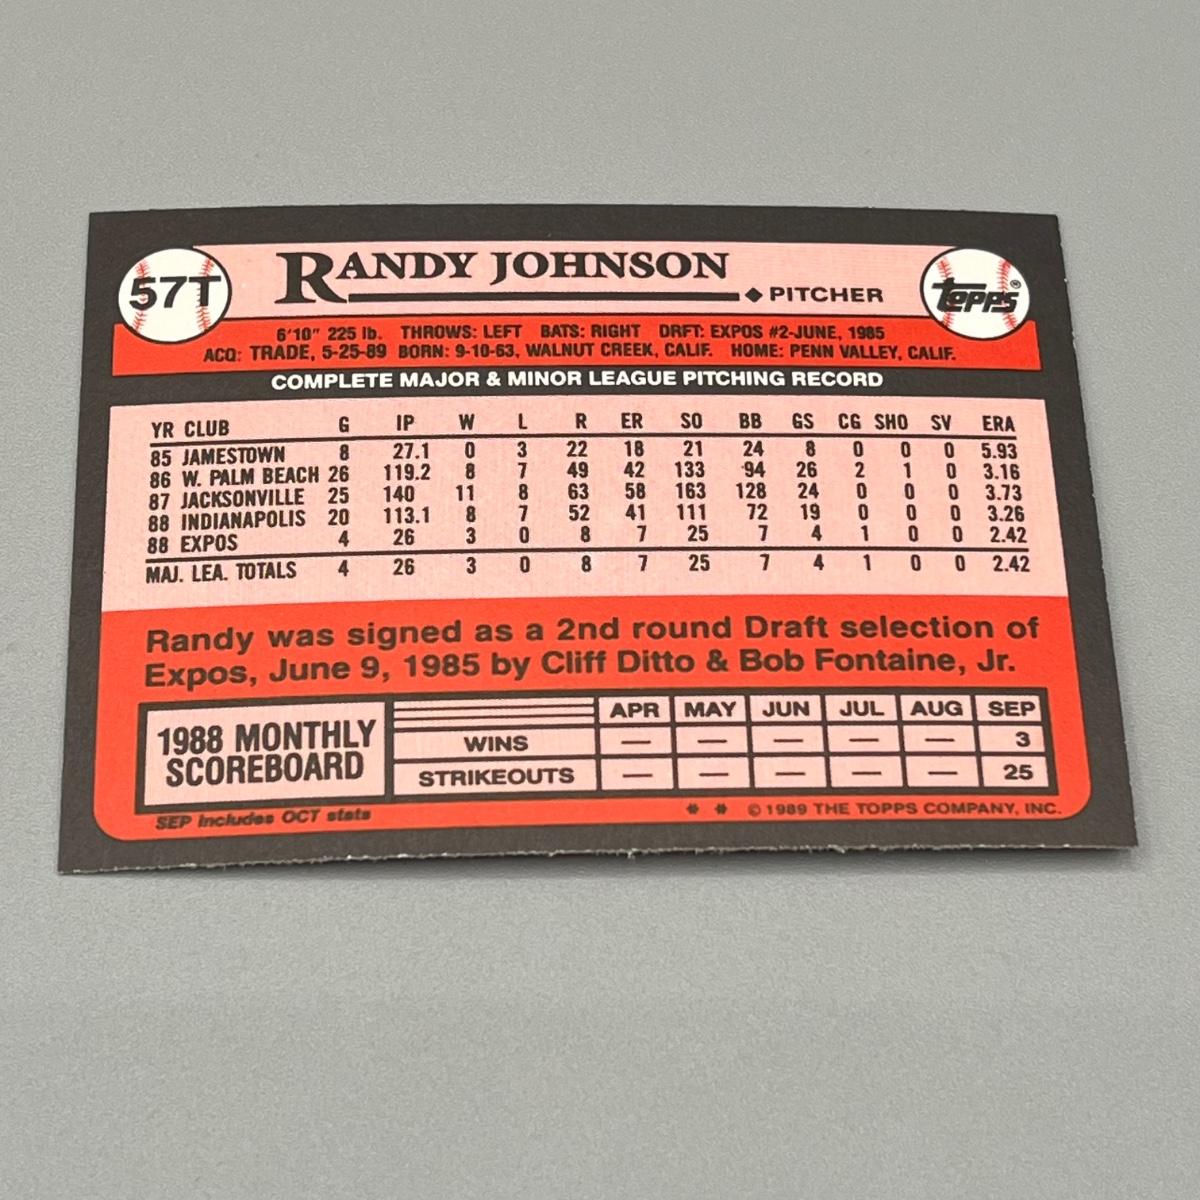 57T
RANDY JOHNSON
PITCHER
TOPPS®
6'10" 225 lb. THROWS: LEFT BATS: RIGHT DRFT: EXPOS #2-JUNE, 1985
ACQ: TRADE, 5-25-89 BORN: 9-10-63, WALNUT CREEK, CALIF. HOME: PENN VALLEY, CALIF.
COMPLETE MAJOR & MINOR LEAGUE PITCHING RECORD
YR CLUB G IP W L R ER SO BB GS CG SHO SV ERA
85 JAMESTOWN 8 27.1 0 3 22 18 21 24 8 0 0 0 5.93
86 W. PALM BEACH 26 119.2 8 7 49 42 133 94 26 2 1 0 3.16
87 JACKSONVILLE 25 140 11 8 63 58 163 128 24 0 0 0 3.73
88 INDIANAPOLIS 20 113.1 8 7 52 41 111 72 19 0 0 0 3.26
88 EXPOS 4 26 3 0 8 7 25 7 4 1 0 0 2.42
MAJ. LEA. TOTALS 4 26 3 0 8 7 25 7 4 1 0 0 2.42
Randy was signed as a 2nd round Draft selection of
Expos, June 9, 1985 by Cliff Ditto & Bob Fontaine, Jr.
1988 MONTHLY
SCOREBOARD
APR MAY JUN JUL AUG SEP
WINS — — — — — 3
STRIKEOUTS — — — — — 25
SEP includes OCT stats
* * © 1989 THE TOPPS COMPANY, INC.